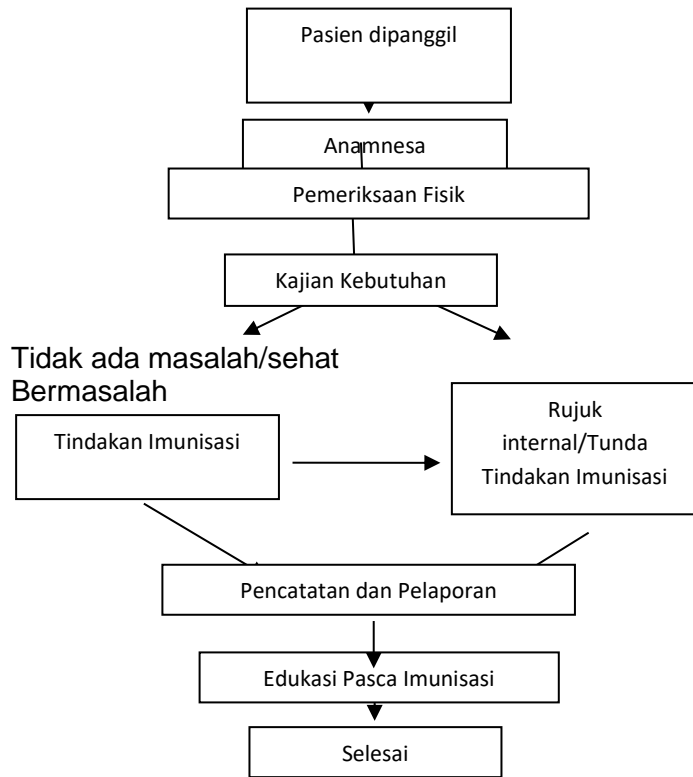 Pasien dipanggil
Anamnesa
Pemeriksaan Fisik
Kajian Kebutuhan
Tidak ada masalah/sehat
Bermasalah
Tindakan Imunisasi
Rujuk
internal/Tunda
Tindakan Imunisasi
Pencatatan dan Pelaporan
Edukasi Pasca Imunisasi
Selesai